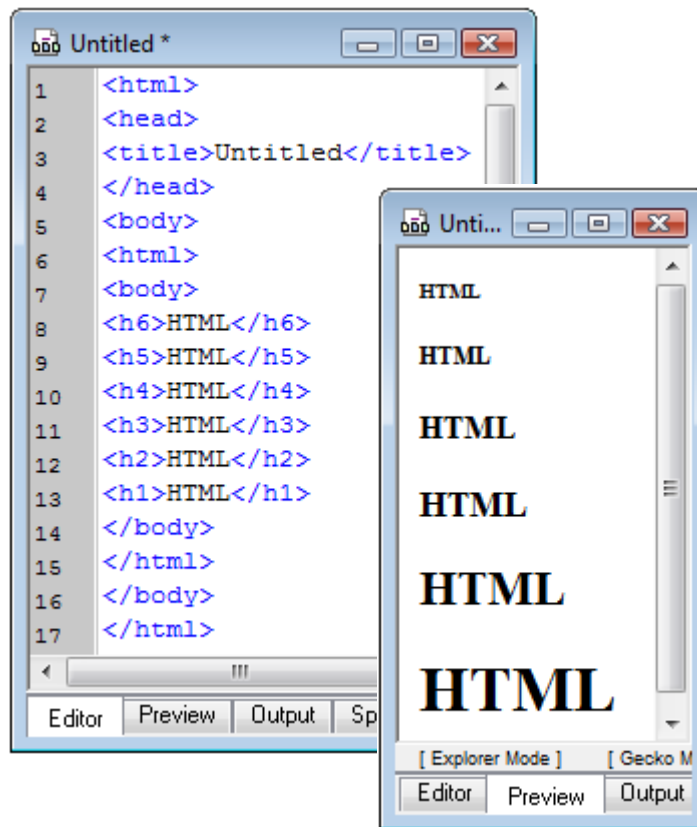 Untitled *
1 <html>
2 <head>
3 <title>Untitled</title>
4 </head>
5 <body>
6 <html>
7 <body>
8 <h6>HTML</h6>
9 <h5>HTML</h5>
10 <h4>HTML</h4>
11 <h3>HTML</h3>
12 <h2>HTML</h2>
13 <h1>HTML</h1>
14 </body>
15 </html>
16 </body>
17 </html>
Editor Preview Output Sp
Unti...
HTML
HTML
HTML
HTML
HTML
HTML
[ Explorer Mode ] [ Gecko M
Editor Preview Output